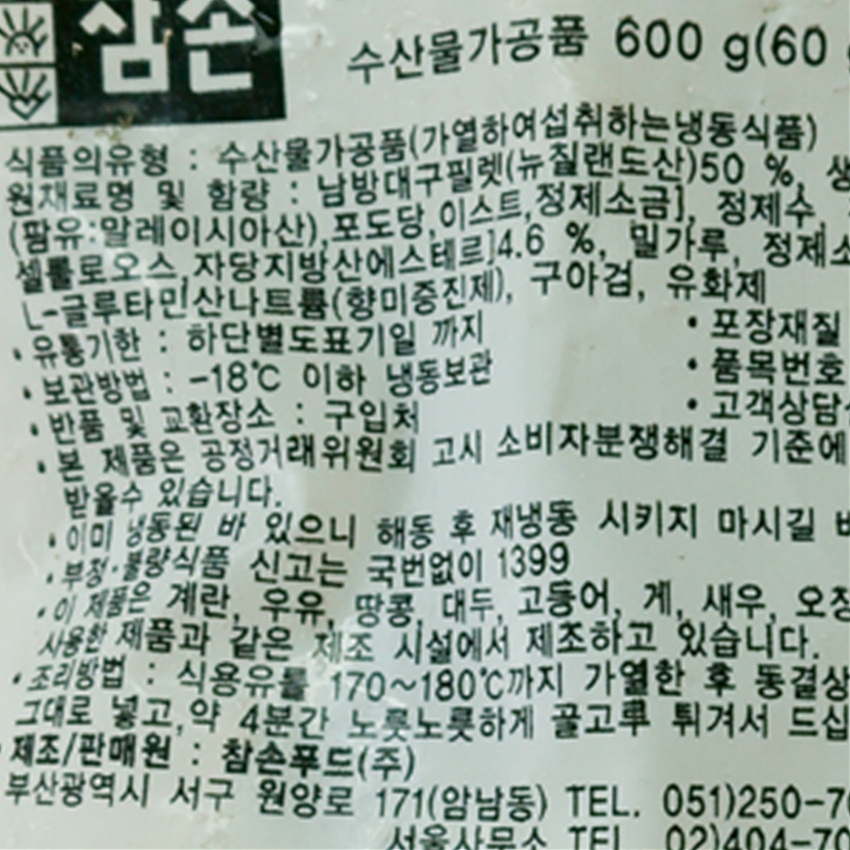 참손
수산물가공품 600 g(60
식품의유형 : 수산물가공품(가열하여섭취하는냉동식품)
원재료명 및 함량 : 남방대구필렛(뉴질랜드산)50 %, 생
(팜유:말레이시아산),포도당,이스트,정제소금], 정제수,
셀룰로오스,자당지방산에스테르]4.6 %, 밀가루, 정제소
L-글루타민산나트륨(향미증진제), 구아검, 유화제
• 유통기한 : 하단별도표기일 까지
• 포장재질
• 보관방법 : -18℃ 이하 냉동보관
• 품목번호
• 반품 및 교환장소 : 구입처
• 고객상담
• 본 제품은 공정거래위원회 고시 소비자분쟁해결 기준에
받을수 있습니다.
• 이미 냉동된 바 있으니 해동 후 재냉동 시키지 마시길 바
• 부정·불량식품 신고는 국번없이 1399
• 이 제품은 계란, 우유, 땅콩, 대두, 고등어, 게, 새우, 오징
사용한 제품과 같은 제조 시설에서 제조하고 있습니다.
• 조리방법 : 식용유를 170~180℃까지 가열한 후 동결상
그대로 넣고,약 4분간 노릇노릇하게 골고루 튀겨서 드십
• 제조/판매원 : 참손푸드(주)
부산광역시 서구 원양로 171(암남동) TEL. 051)250-70
서울사무소 TEL. 02)404-70